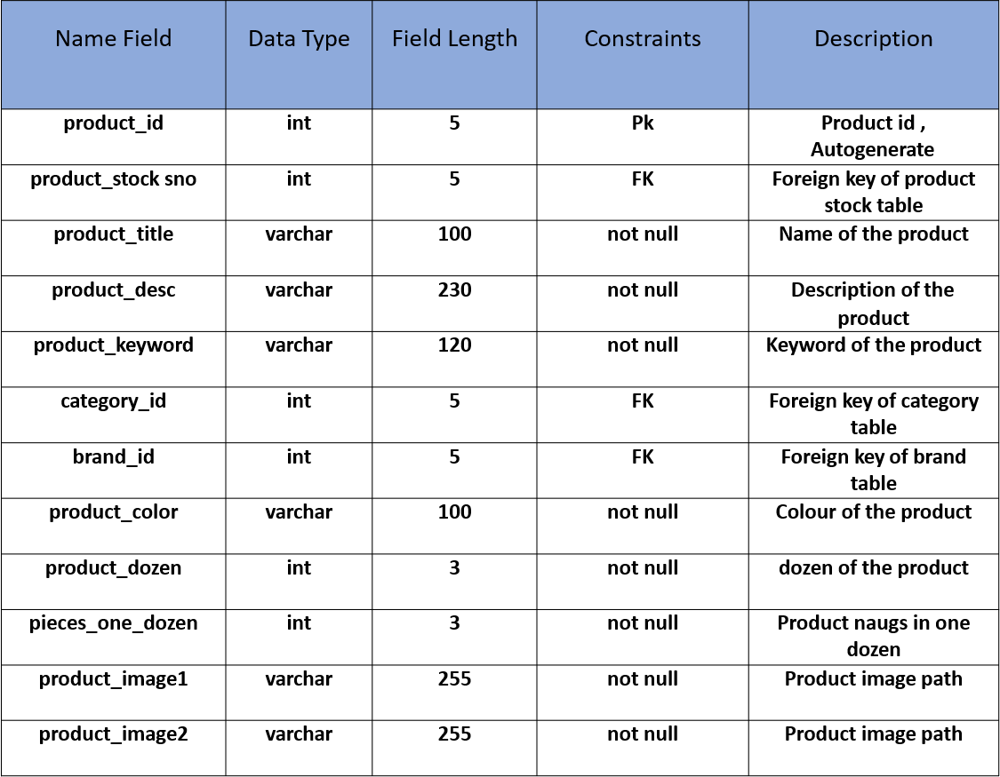 Name Field Data Type Field Length Constraints Description
product_id int 5 Pk Product id ,
Autogenerate
product_stock sno int 5 FK Foreign key of product
stock table
product_title varchar 100 not null Name of the product
product_desc varchar 230 not null Description of the
product
product_keyword varchar 120 not null Keyword of the product
category_id int 5 FK Foreign key of category
table
brand_id int 5 FK Foreign key of brand
table
product_color varchar 100 not null Colour of the product
product_dozen int 3 not null dozen of the product
pieces_one_dozen int 3 not null Product naugs in one
dozen
product_image1 varchar 255 not null Product image path
product_image2 varchar 255 not null Product image path